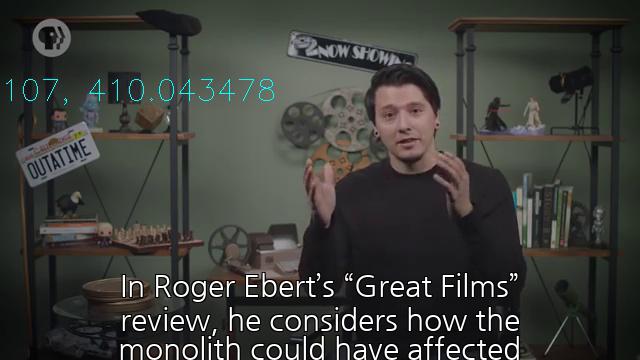 PBS
NOW SHOWING
107, 410.043478
OUTATIME
In Roger Ebert’s “Great Films”
review, he considers how the
monolith could have affected